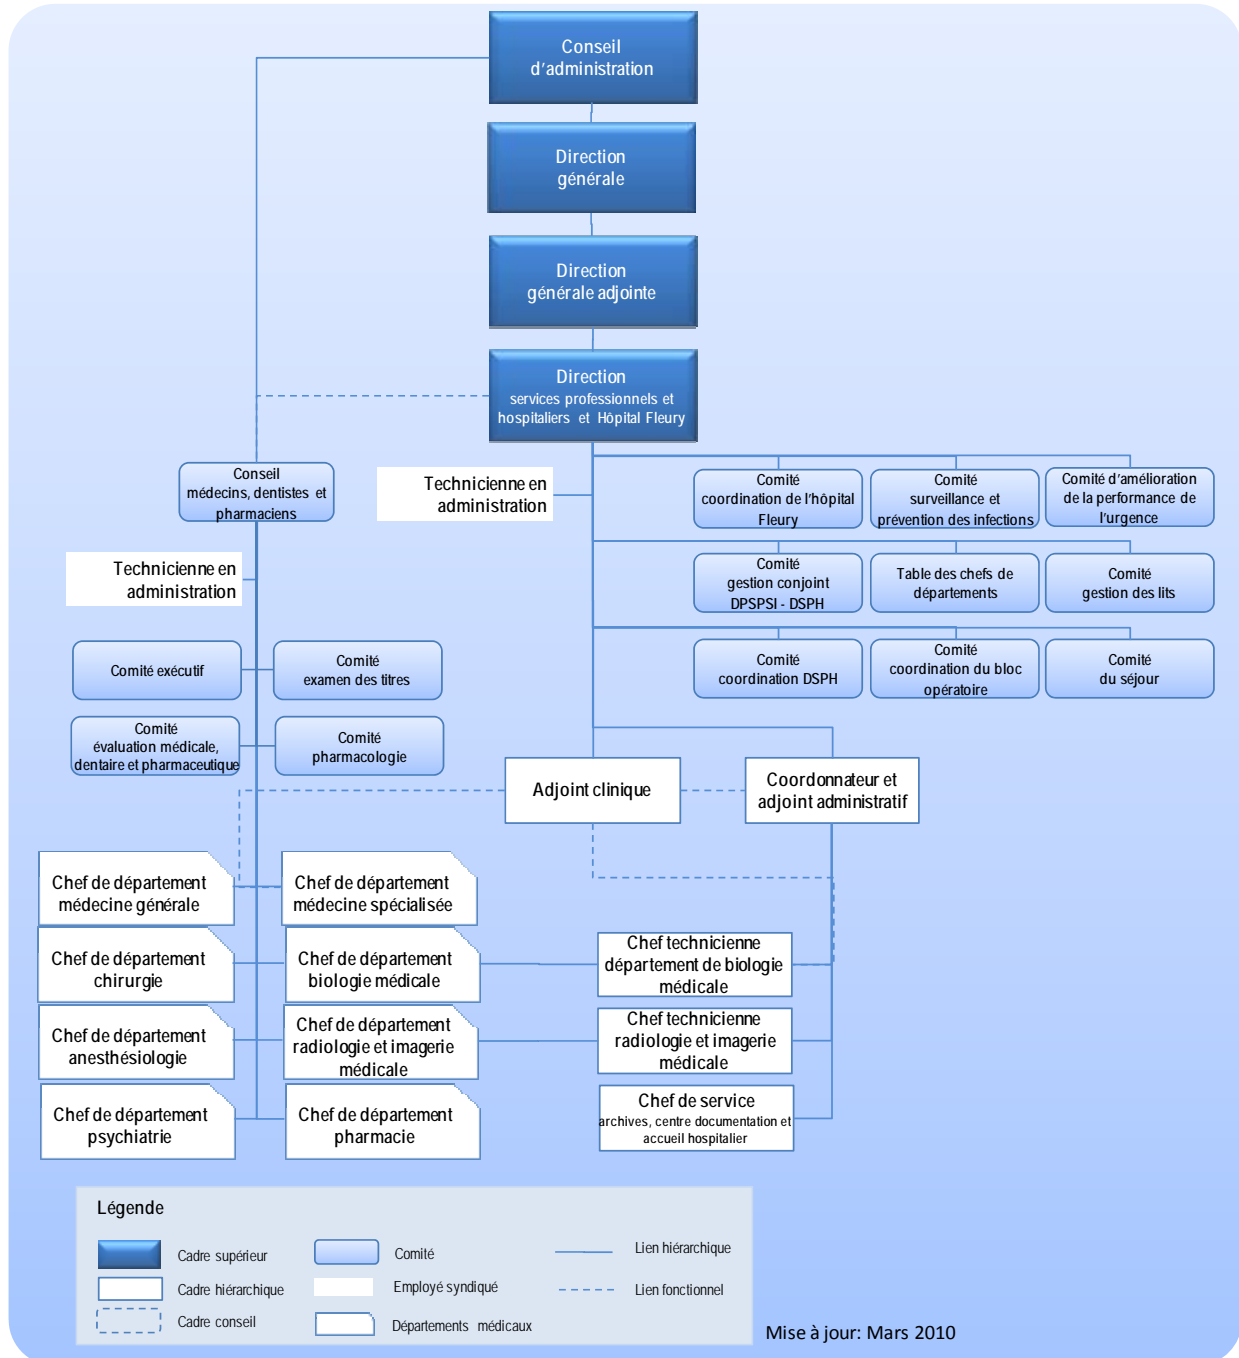 Conseil
d'administration
Direction
générale
Direction
générale adjointe
Direction
services professionnels et
hospitaliers et Hôpital Fleury
Conseil
médecins, dentistes et
pharmaciens
Technicienne en
administration
Technicienne en
administration
Comité
coordination de l'hôpital
Fleury
Comité
surveillance et
prévention des infections
Comité d'amélioration
de la performance de
l'urgence
Comité
gestion conjoint
DPSPSI - DSPH
Table des chefs de
départements
Comité
gestion des lits
Comité
coordination DSPH
Comité
coordination du bloc
opératoire
Comité
du séjour
Comité exécutif
Comité
examen des titres
Comité
évaluation médicale,
dentaire et pharmaceutique
Comité
pharmacologie
Adjoint clinique
Coordonnateur et
adjoint administratif
Chef de département
médecine générale
Chef de département
médecine spécialisée
Chef de département
chirurgie
Chef de département
biologie médicale
Chef technicienne
département de biologie
médicale
Chef de département
anesthésiologie
Chef de département
radiologie et imagerie
médicale
Chef technicienne
radiologie et imagerie
médicale
Chef de département
psychiatrie
Chef de département
pharmacie
Chef de service
archives, centre documentation et
accueil hospitalier
Légende
Cadre supérieur
Comité
Lien hiérarchique
Cadre hiérarchique
Employé syndiqué
Lien fonctionnel
Cadre conseil
Départements médicaux
Mise à jour: Mars 2010